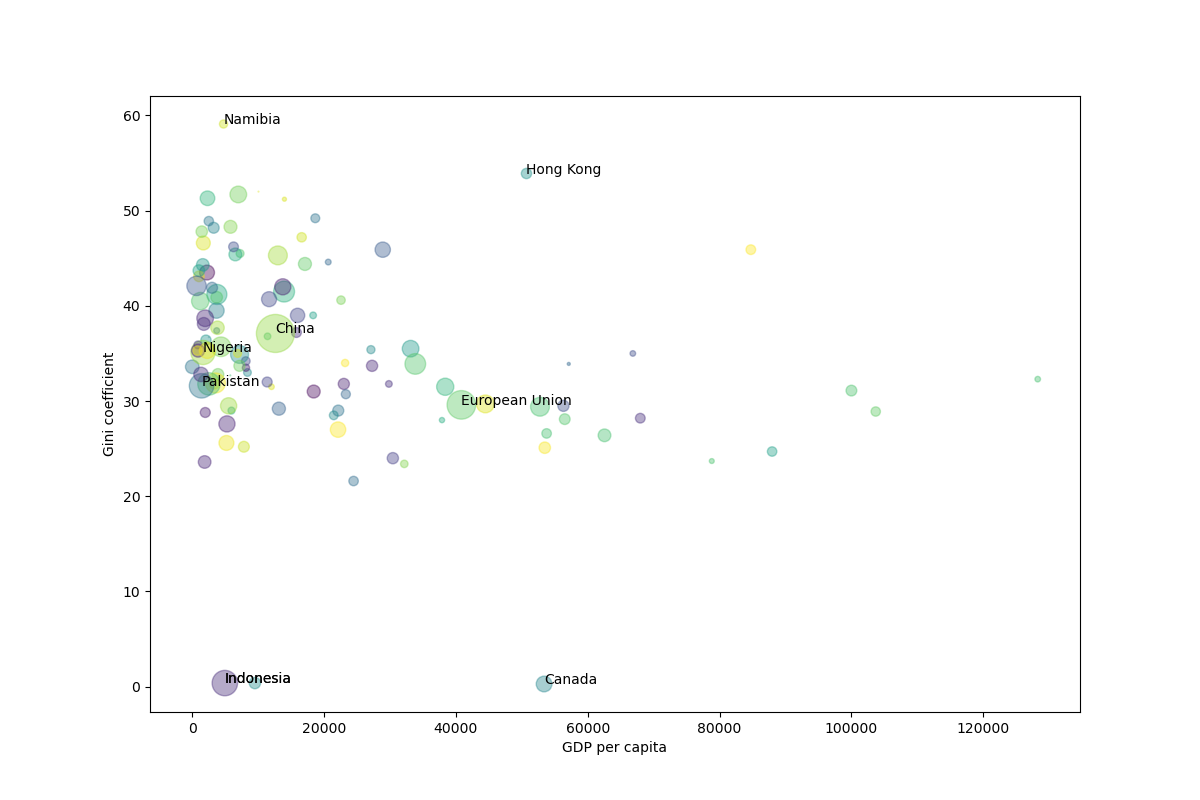 60
50
40
30
20
10
0
Gini coefficient
Namibia
Hong Kong
China
Nigeria
Pakistan
European Union
Indonesia
Canada
0 20000 40000 60000 80000 100000 120000
GDP per capita